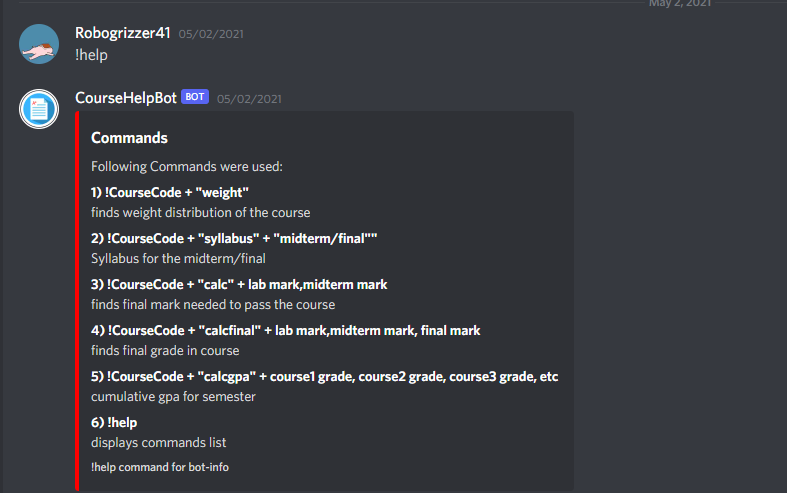 May 2, 2021
Robogrizzer41 05/02/2021
!help
CourseHelpBot BOT 05/02/2021
Commands
Following Commands were used:
1) !CourseCode + "weight"
finds weight distribution of the course
2) !CourseCode + "syllabus" + "midterm/final""
Syllabus for the midterm/final
3) !CourseCode + "calc" + lab mark,midterm mark
finds final mark needed to pass the course
4) !CourseCode + "calcfinal" + lab mark,midterm mark, final mark
finds final grade in course
5) !CourseCode + "calcgpa" + course1 grade, course2 grade, course3 grade, etc
cumulative gpa for semester
6) !help
displays commands list
!help command for bot-info